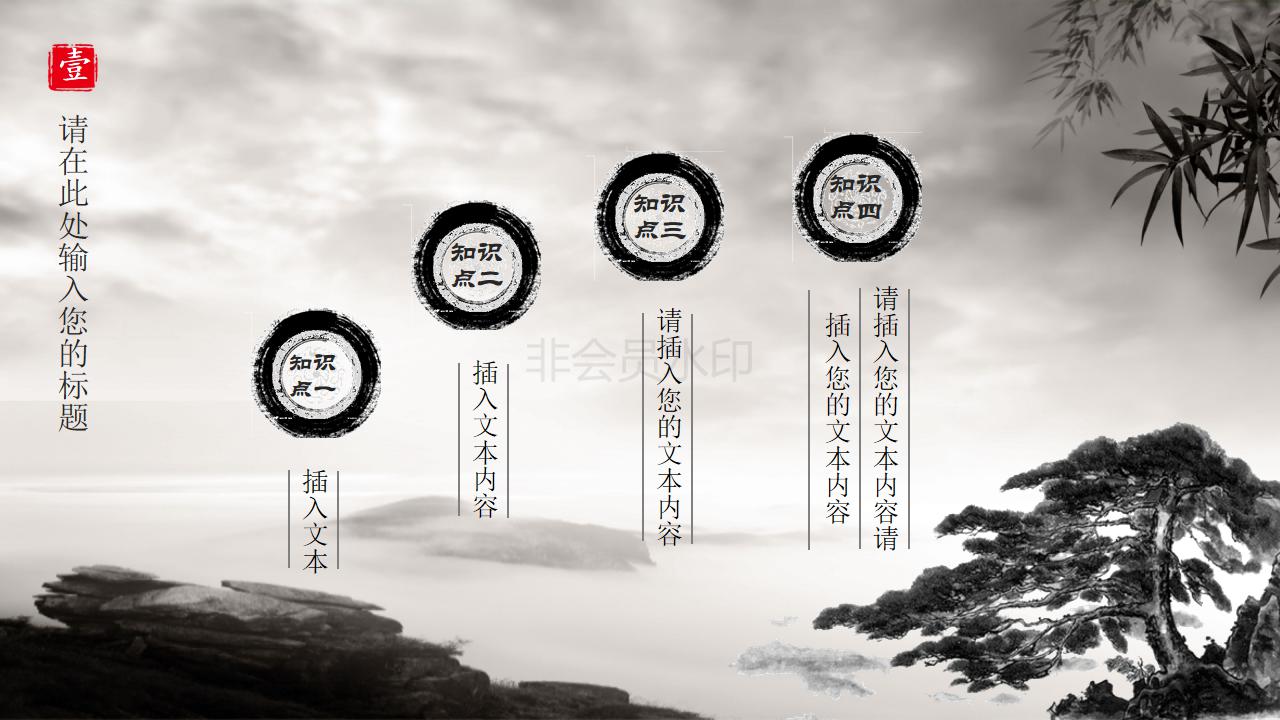 壹
请在此处输入您的标题
知识
点一
插入文本
知识
点二
插入文本内容
知识
点三
请插入您的文本内容
知识
点四
请插入您的文本内容请
插入您的文本内容
非会员水印